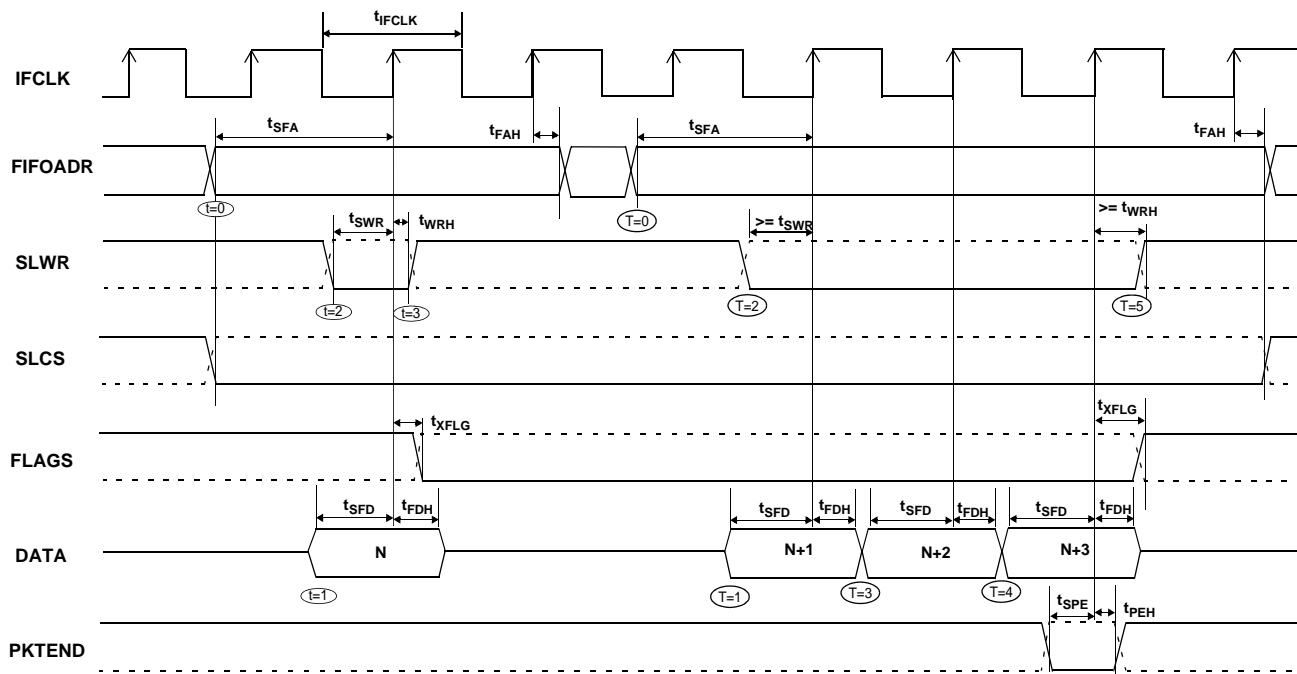 tIFCLK
IFCLK
tSFA
tFAH
tSFA
tFAH
FIFOADR
t=0
T=0
tSWR
tWRH
>= tSWR
>= tWRH
SLWR
t=2
t=3
T=2
T=5
SLCS
tXFLG
tXFLG
FLAGS
tSFD
tFDH
tSFD
tFDH
tSFD
tFDH
tSFD
tFDH
DATA
N
N+1
N+2
N+3
t=1
T=1
T=3
T=4
tSPE
tPEH
PKTEND